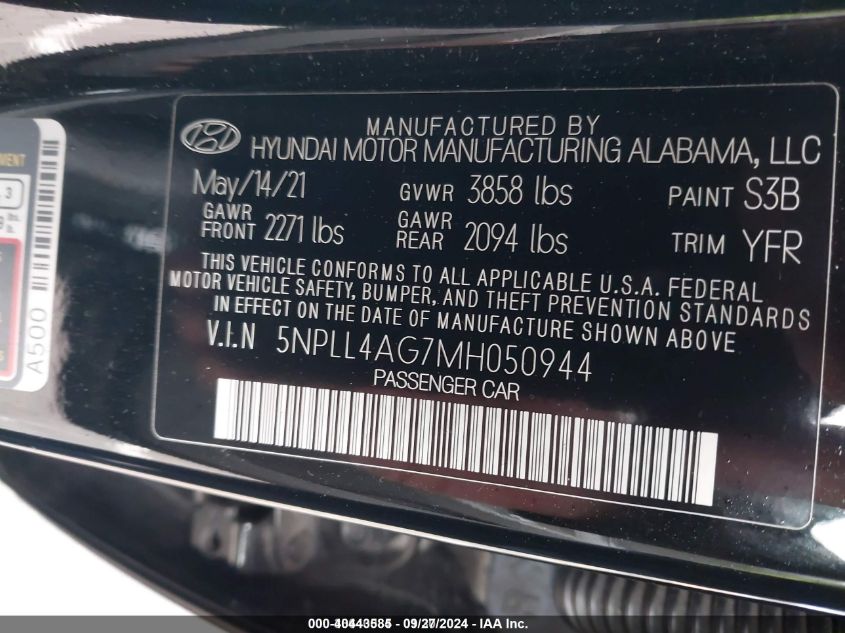 MANUFACTURED BY
HYUNDAI MOTOR MANUFACTURING ALABAMA, LLC
May/14/21 GVWR 3858 lbs PAINT S3B
GAWR FRONT 2271 lbs GAWR REAR 2094 lbs TRIM YFR
THIS VEHICLE CONFORMS TO ALL APPLICABLE U.S.A. FEDERAL
MOTOR VEHICLE SAFETY, BUMPER, AND THEFT PREVENTION STANDARDS
IN EFFECT ON THE DATE OF MANUFACTURE SHOWN ABOVE
V.I.N 5NPLL4AG7MH050944
PASSENGER CAR
A500
3
09/27/2024 - IAA, Inc.